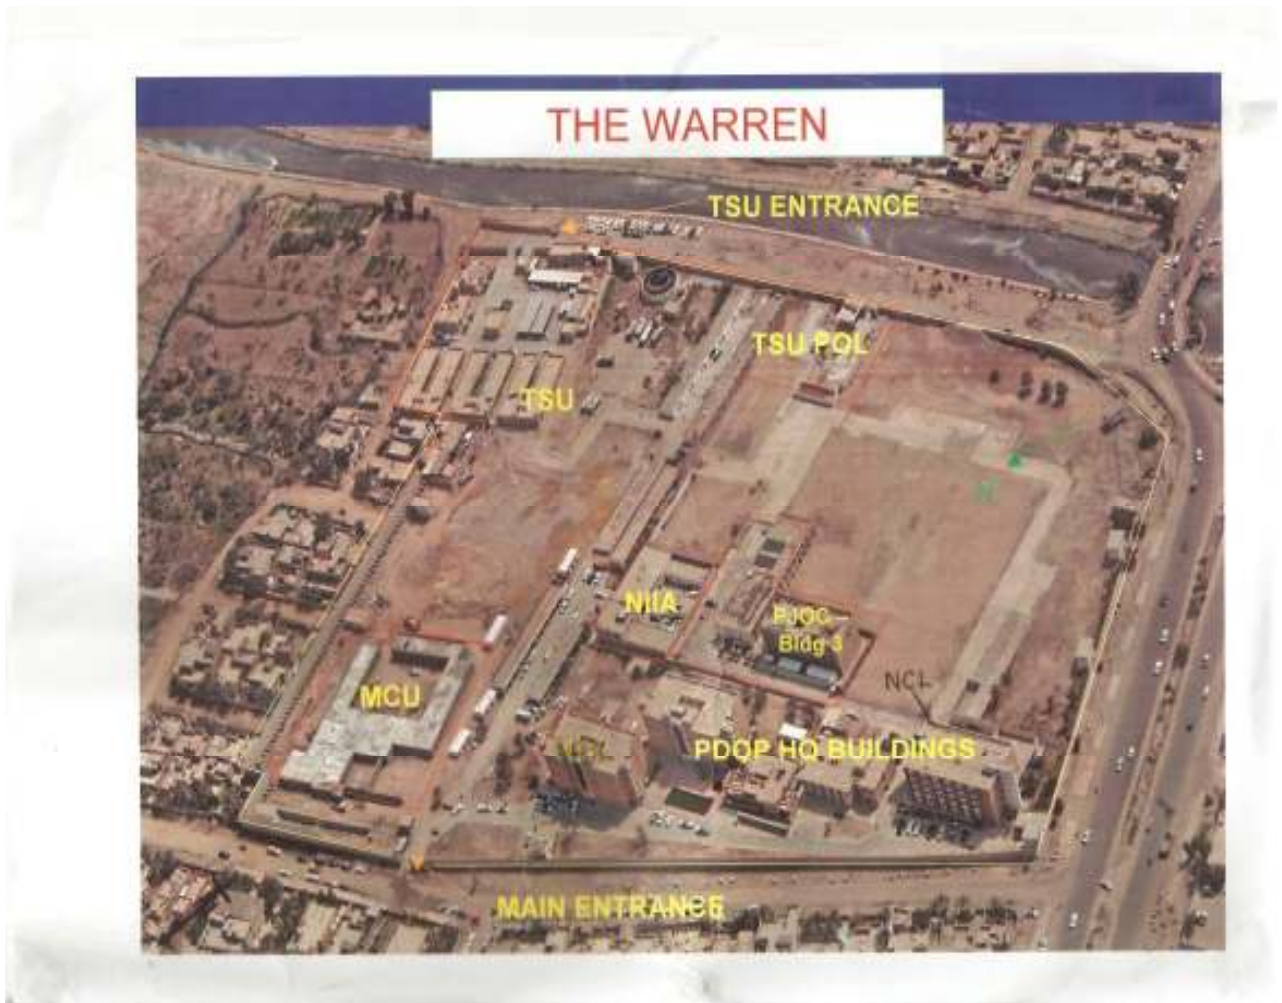 THE WARREN
TSU ENTRANCE
TSU POL
TSU
NIIA
PJOC –
Bldg 3
NCL
MCU
PDOP HQ BUILDINGS
MAIN ENTRANCE